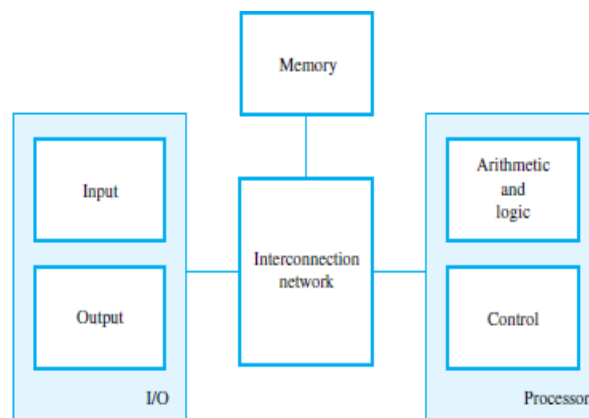 Memory
Input
Output
I/O
Interconnection
network
Arithmetic
and
logic
Control
Processor